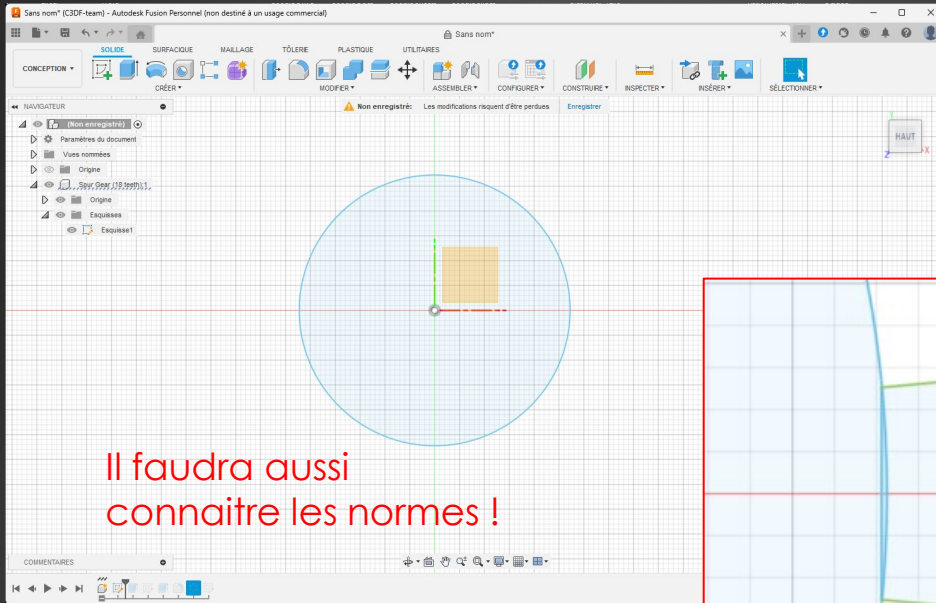 Sans nom* (C3DF-team) - Autodesk Fusion Personnel (non destiné à un usage commercial)
Sans nom*
SOLIDE SURFACIQUE MAILLAGE TÔLERIE PLASTIQUE UTILITAIRES
CONCEPTION
CRÉER MODIFIER ASSEMBLER CONFIGURER CONSTRUIRE INSPECTER INSÉRER SÉLECTIONNER
NAVIGATEUR
Non enregistré: Les modifications risquent d'être perdues Enregistrer
(Non enregistré)
Paramètres du document
Vues nommées
Origine
Spur Gear (18 teeth):1
Origine
Esquisses
Esquisse1
HAUT
Y
Z
X
Il faudra aussi
connaitre les normes !
COMMENTAIRES